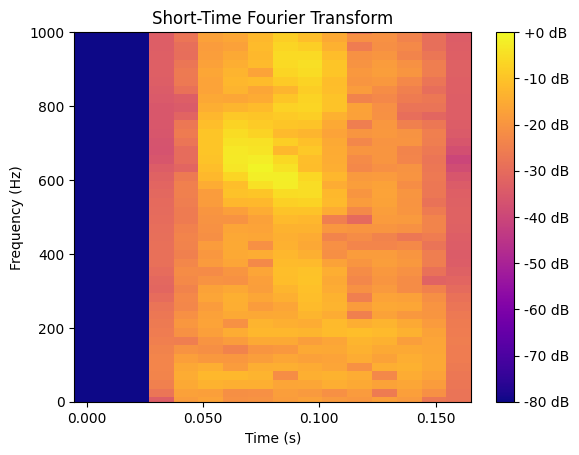 Short-Time Fourier Transform
1000
800
600
400
200
0
Frequency (Hz)
0.000
0.050
0.100
0.150
Time (s)
+0 dB
-10 dB
-20 dB
-30 dB
-40 dB
-50 dB
-60 dB
-70 dB
-80 dB